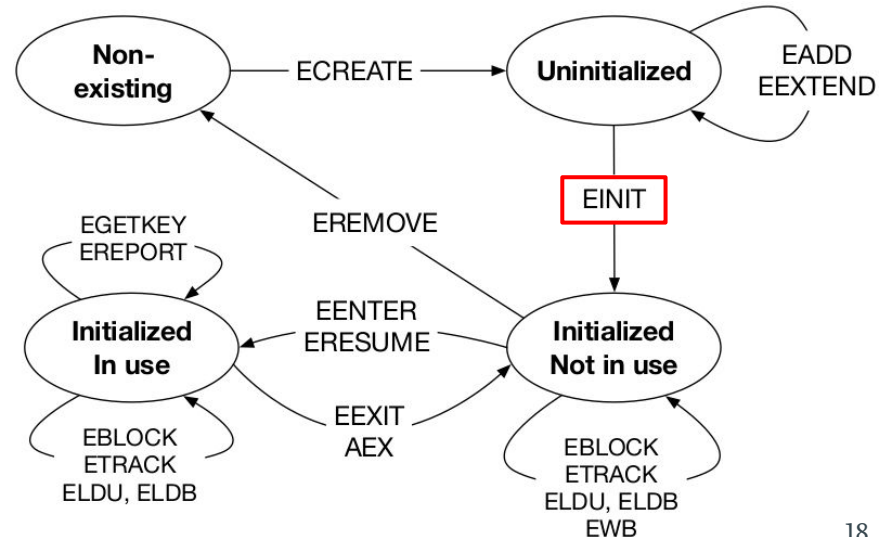 Non-
existing
ECREATE
Uninitialized
EADD
EEXTEND
EINIT
EREMOVE
EGETKEY
EREPORT
Initialized
In use
EENTER
ERESUME
Initialized
Not in use
EEXIT
AEX
EBLOCK
ETRACK
ELDU, ELDB
EBLOCK
ETRACK
ELDU, ELDB
EWB
18